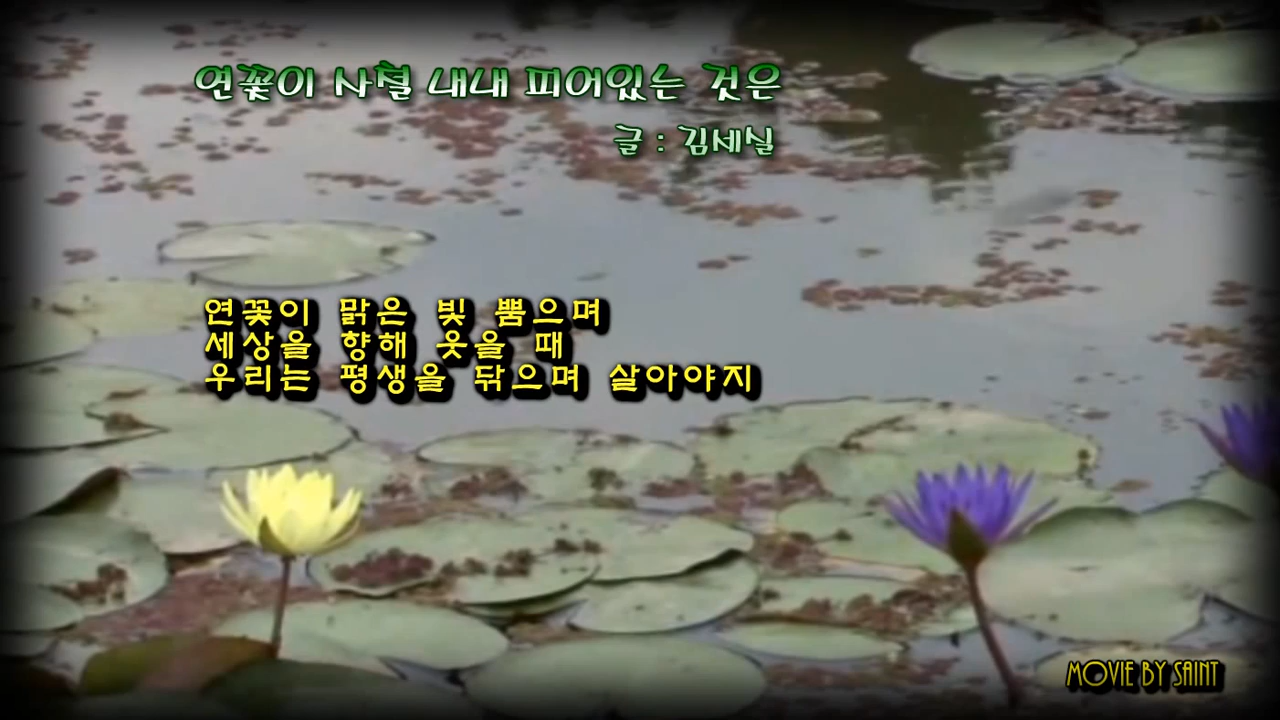 연꽃이 사철 내내 피어있는 것은
글 : 김세실
연꽃이 맑은 빛 뿜으며
세상을 향해 웃을 때
우리는 평생을 닦으며 살아야지
MOVIE BY SAINT